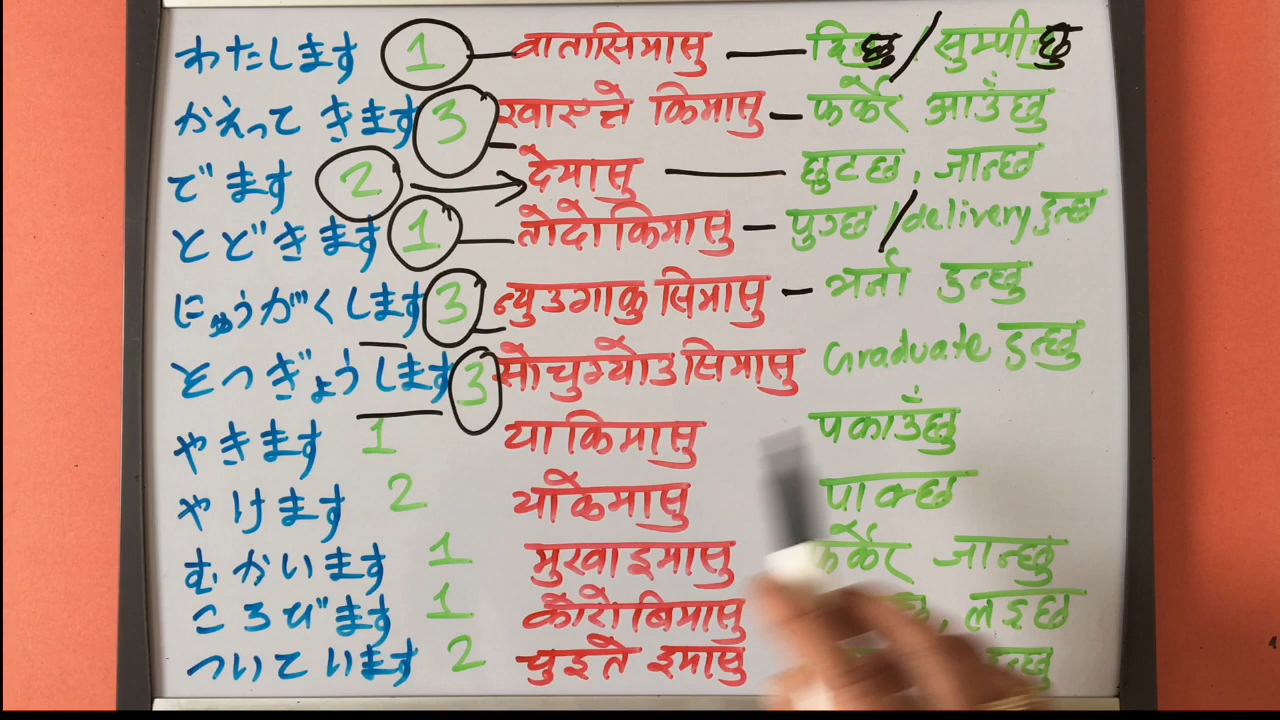 わたします 1 वातासिमासु — दिन्छु / सुम्पीन्छु
かえって きます 3 खाएत्ते किमासु — फर्केर आउँछु
でます 2 देमासु — छुटछ, जान्छ
とどきます 1 तोदोकिमासु — पुग्छ / delivery हुन्छ
にゅうがくします 3 न्युउगाकु सिमासु — भर्ना हुन्छु
そつぎょうします 3 सोचुग्योउ सिमासु Graduate हुन्छु
やきます 1 याकिमासु पकाउँछु
やけます 2 याकेमासु पाक्छ
むかいます 1 मुखाइमासु फर्केर जान्छु
ころびます 1 कोरोबिमासु , लड्छ
ついています 2 चुइते इमासु